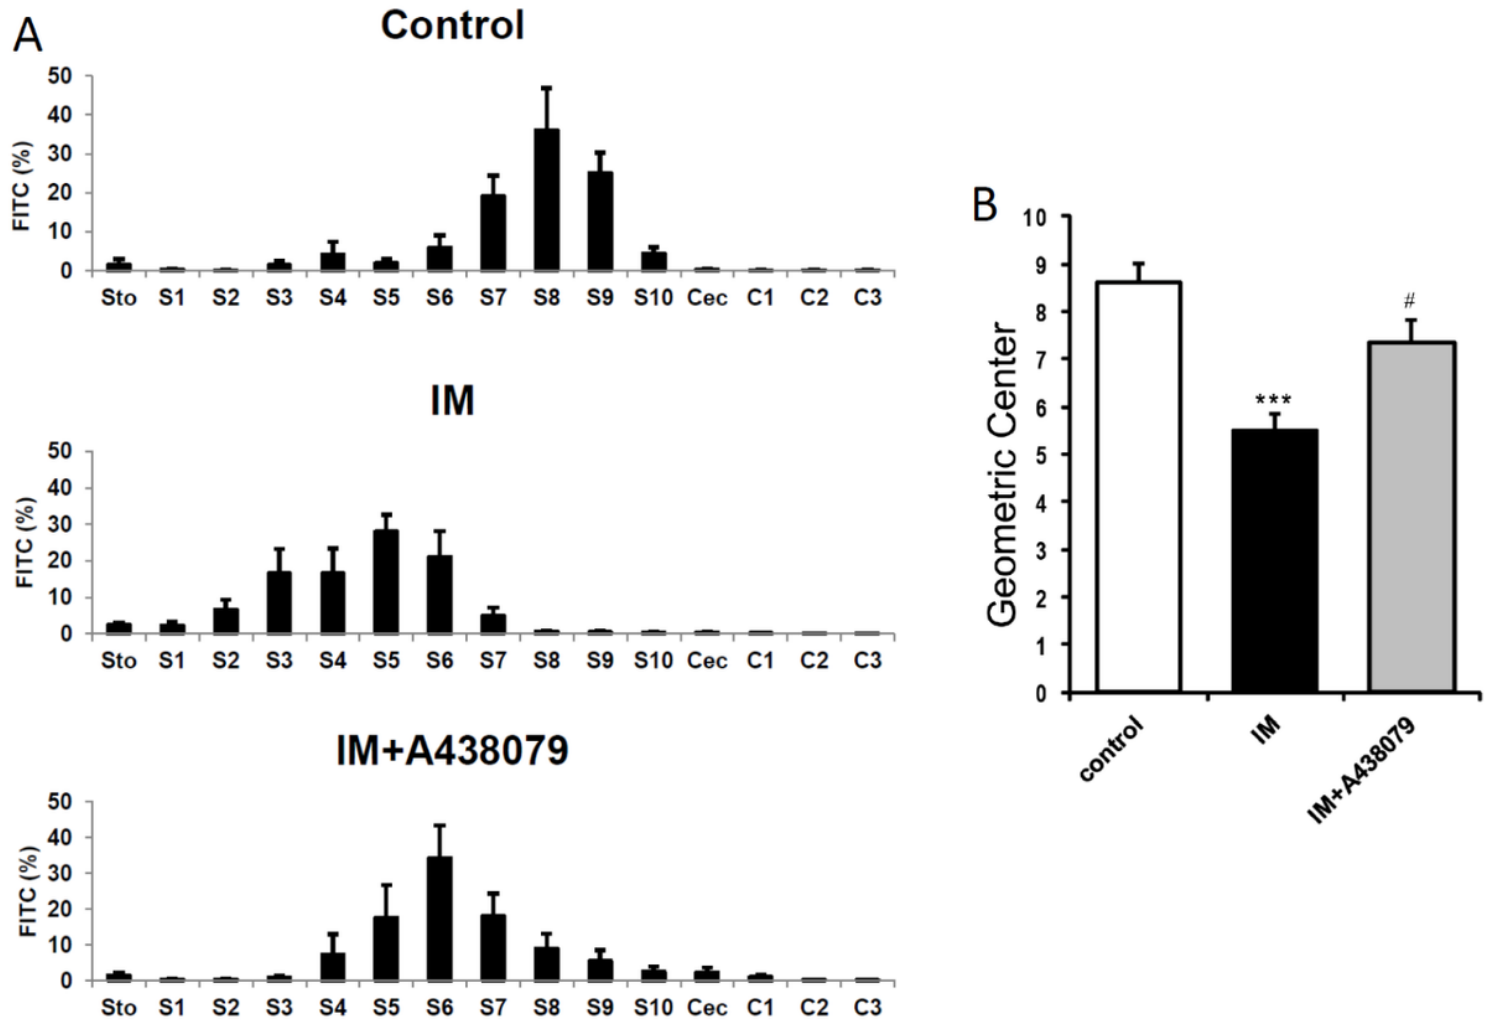 A
Control
FITC (%)
50
40
30
20
10
0
Sto S1 S2 S3 S4 S5 S6 S7 S8 S9 S10 Cec C1 C2 C3
IM
FITC (%)
50
40
30
20
10
0
Sto S1 S2 S3 S4 S5 S6 S7 S8 S9 S10 Cec C1 C2 C3
IM+A438079
FITC (%)
50
40
30
20
10
0
Sto S1 S2 S3 S4 S5 S6 S7 S8 S9 S10 Cec C1 C2 C3
B
Geometric Center
10
9
8
7
6
5
4
3
2
1
0
***
#
control
IM
IM+A438079